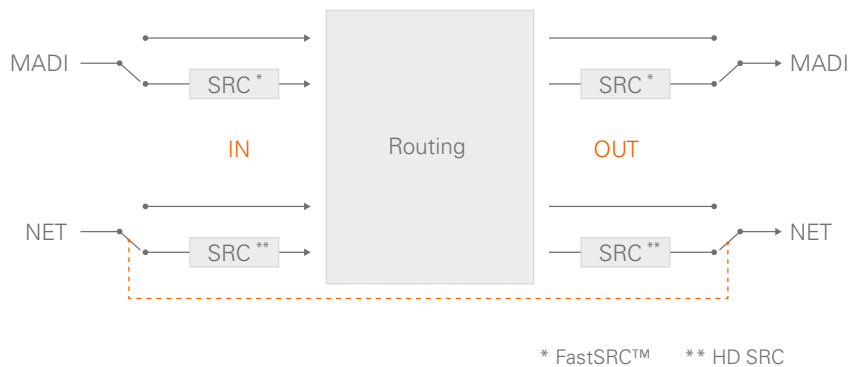 MADI
SRC *
SRC *
MADI
IN
Routing
OUT
NET
SRC **
SRC **
NET
* FastSRC™ ** HD SRC